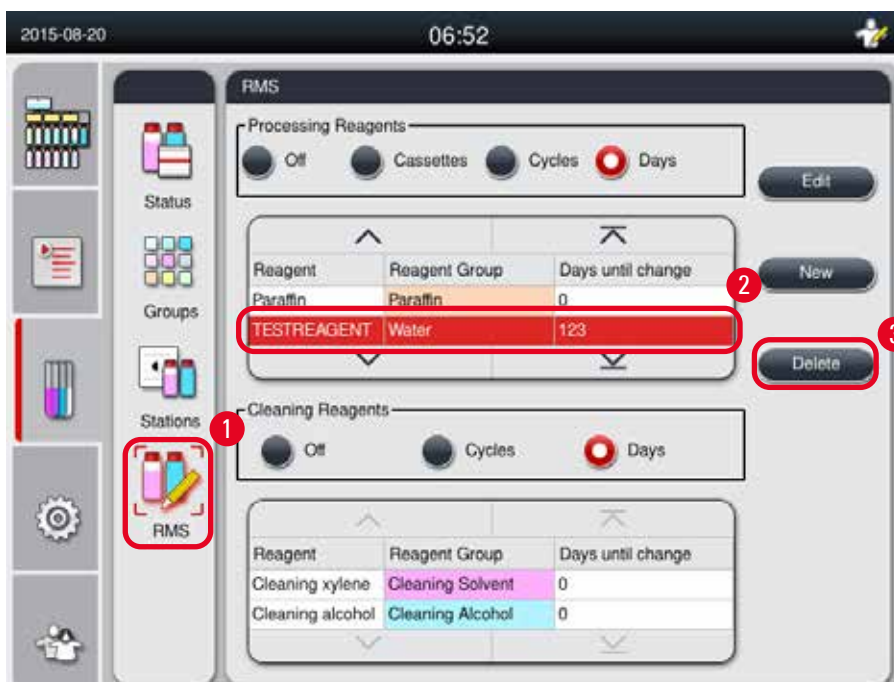 2015-08-20 06:52
RMS
Processing Reagents
Off Cassettes Cycles Days
Edit
Status
Reagent Reagent Group Days until change
2 New
Paraffin Paraffin 0
Groups
TESTREAGENT Water 123
3
Delete
Cleaning Reagents
Stations 1
Off Cycles Days
RMS
Reagent Reagent Group Days until change
Cleaning xylene Cleaning Solvent 0
Cleaning alcohol Cleaning Alcohol 0